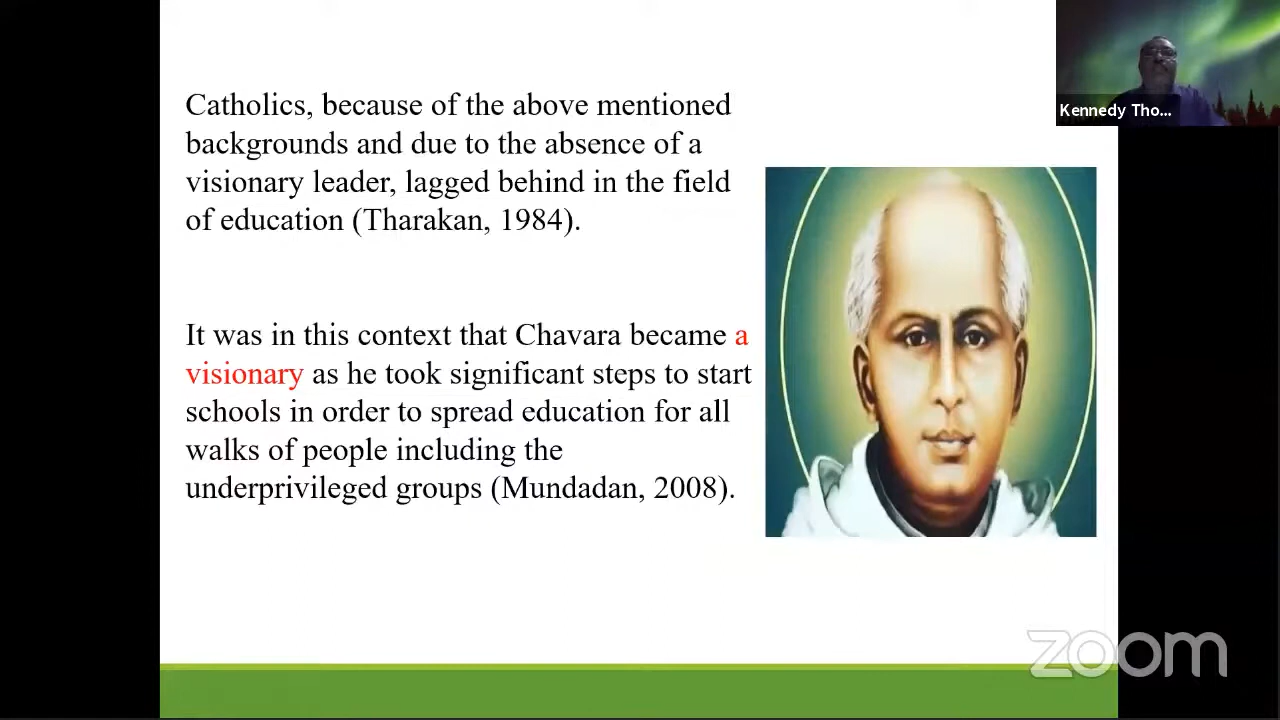 Catholics, because of the above mentioned
backgrounds and due to the absence of a
visionary leader, lagged behind in the field
of education (Tharakan, 1984).
It was in this context that Chavara became a
visionary as he took significant steps to start
schools in order to spread education for all
walks of people including the
underprivileged groups (Mundadan, 2008).
Kennedy Tho...
zoom